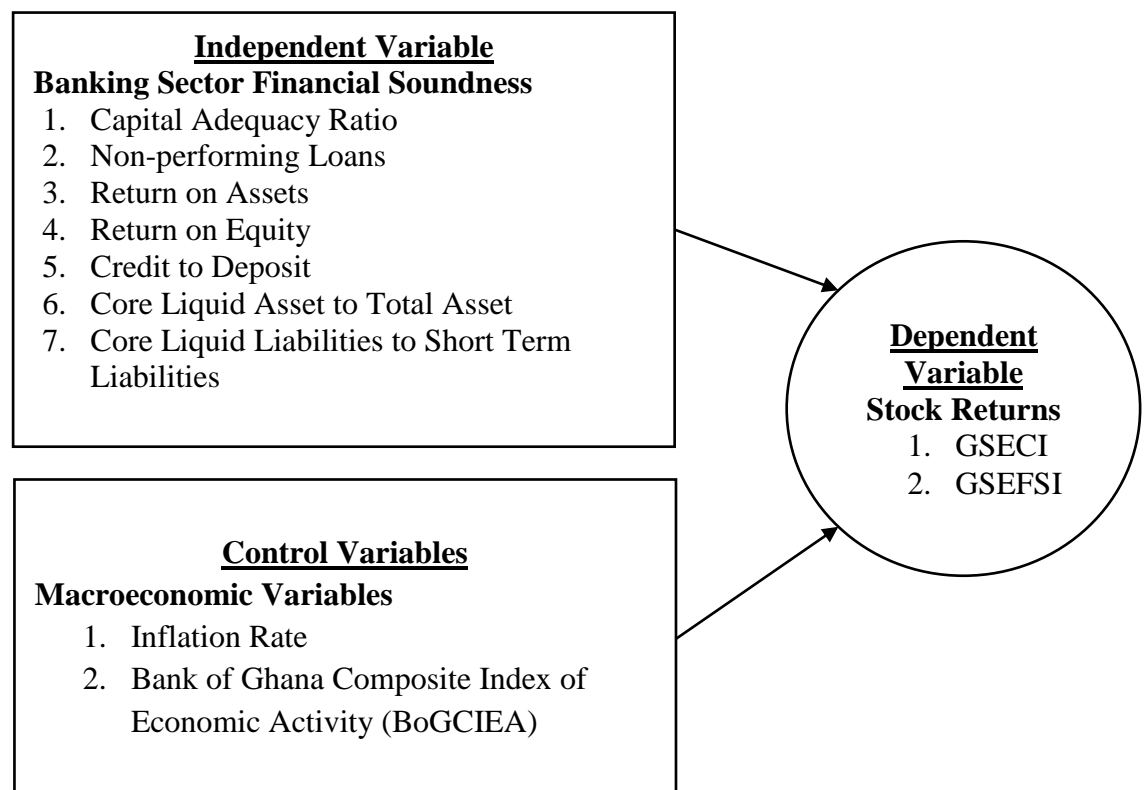 Independent Variable
Banking Sector Financial Soundness
1. Capital Adequacy Ratio
2. Non-performing Loans
3. Return on Assets
4. Return on Equity
5. Credit to Deposit
6. Core Liquid Asset to Total Asset
7. Core Liquid Liabilities to Short Term
Liabilities
Dependent
Variable
Stock Returns
1. GSECI
2. GSEFSI
Control Variables
Macroeconomic Variables
1. Inflation Rate
2. Bank of Ghana Composite Index of
Economic Activity (BoGCIEA)